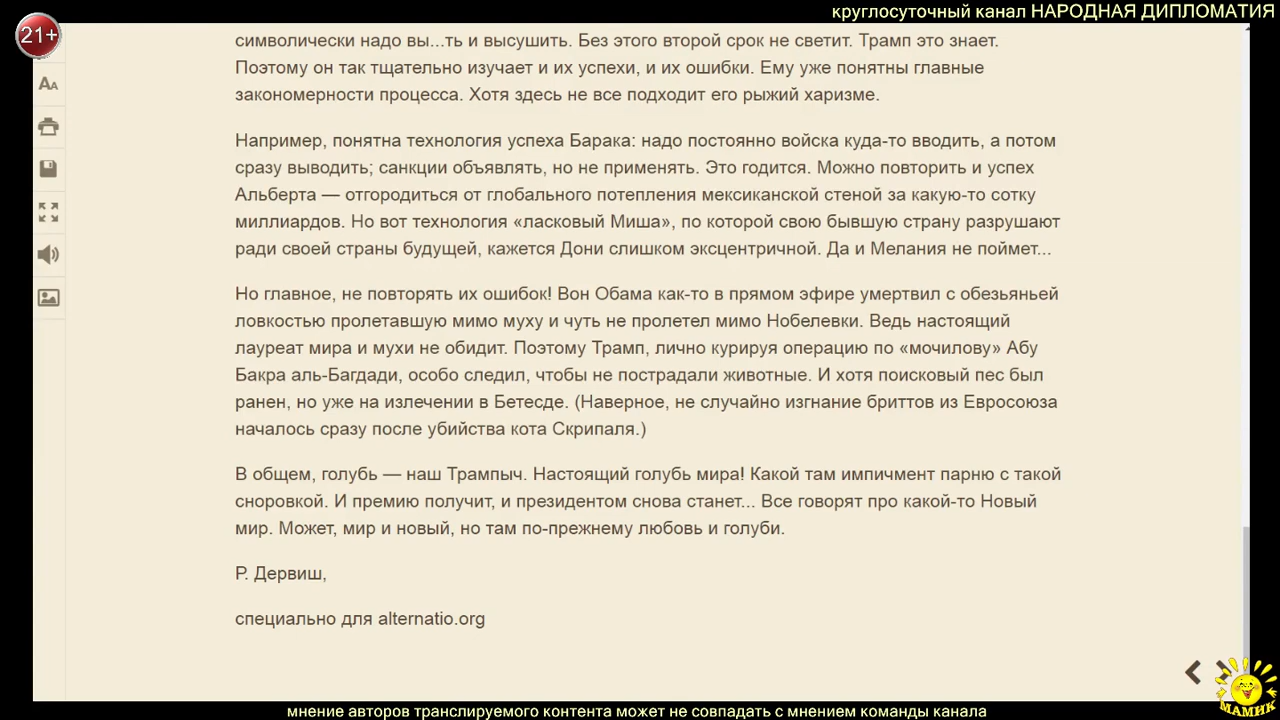 круглосуточный канал НАРОДНАЯ ДИПЛОМАТИЯ
21+
символически надо вы...ть и высушить. Без этого второй срок не светит. Трамп это знает.
Поэтому он так тщательно изучает и их успехи, и их ошибки. Ему уже понятны главные
закономерности процесса. Хотя здесь не все подходит его рыжий харизме.
Например, понятна технология успеха Барака: надо постоянно войска куда-то вводить, а потом
сразу выводить; санкции объявлять, но не применять. Это годится. Можно повторить и успех
Альберта — отгородиться от глобального потепления мексиканской стеной за какую-то сотку
миллиардов. Но вот технология «ласковый Миша», по которой свою бывшую страну разрушают
ради своей страны будущей, кажется Дони слишком эксцентричной. Да и Мелания не поймет...
Но главное, не повторять их ошибок! Вон Обама как-то в прямом эфире умертвил с обезьяньей
ловкостью пролетавшую мимо муху и чуть не пролетел мимо Нобелевки. Ведь настоящий
лауреат мира и мухи не обидит. Поэтому Трамп, лично курируя операцию по «мочилову» Абу
Бакра аль-Багдади, особо следил, чтобы не пострадали животные. И хотя поисковый пес был
ранен, но уже на излечении в Бетесде. (Наверное, не случайно изгнание бриттов из Евросоюза
началось сразу после убийства кота Скрипаля.)
В общем, голубь — наш Трампыч. Настоящий голубь мира! Какой там импичмент парню с такой
сноровкой. И премию получит, и президентом снова станет... Все говорят про какой-то Новый
мир. Может, мир и новый, но там по-прежнему любовь и голуби.
Р. Дервиш,
специально для alternatio.org
МАМИК
мнение авторов транслируемого контента может не совпадать с мнением команды канала